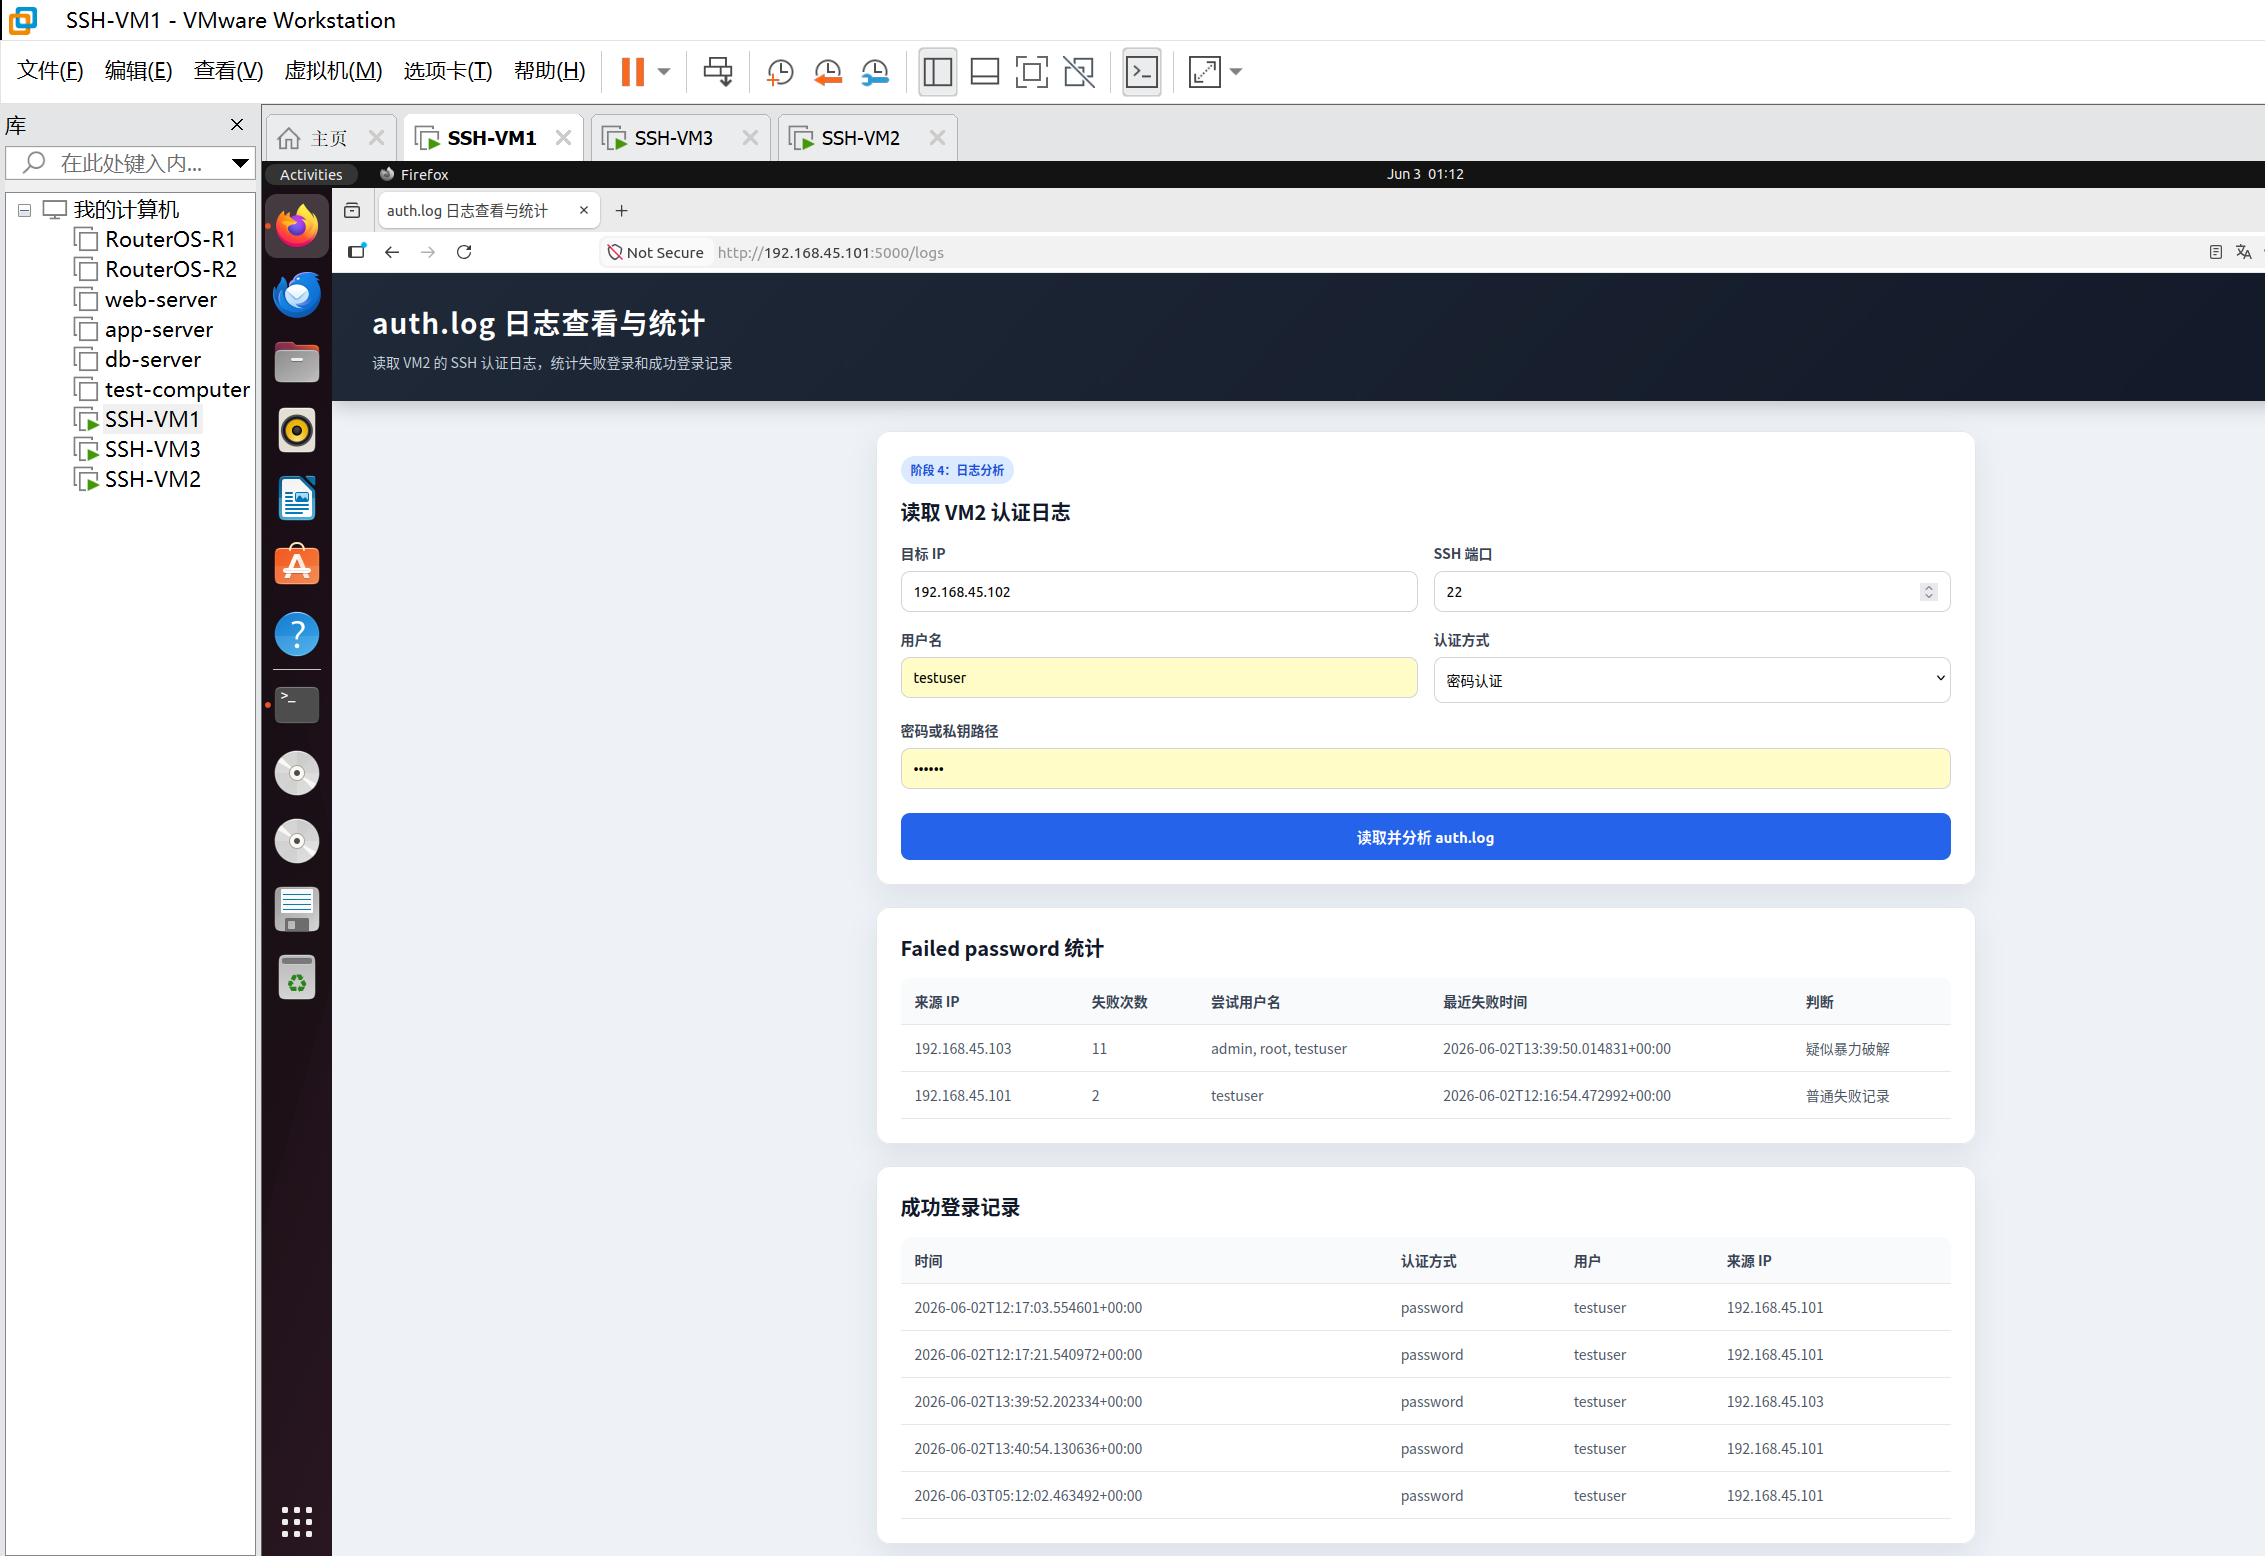 SSH-VM1 - VMware Workstation
文件(F) 编辑(E) 查看(V) 虚拟机(M) 选项卡(T) 帮助(H)
库
在此处键入内...
我的计算机
RouterOS-R1
RouterOS-R2
web-server
app-server
db-server
test-computer
SSH-VM1
SSH-VM3
SSH-VM2
主页 SSH-VM1 SSH-VM3 SSH-VM2
Activities Firefox Jun 3 01:12
auth.log 日志查看与统计
Not Secure http://192.168.45.101:5000/logs
auth.log 日志查看与统计
读取 VM2 的 SSH 认证日志，统计失败登录和成功登录记录
阶段 4：日志分析
读取 VM2 认证日志
目标 IP SSH 端口
192.168.45.102 22
用户名 认证方式
testuser 密码认证
密码或私钥路径
••••••
读取并分析 auth.log
Failed password 统计
来源 IP 失败次数 尝试用户名 最近失败时间 判断
192.168.45.103 11 admin, root, testuser 2026-06-02T13:39:50.014831+00:00 疑似暴力破解
192.168.45.101 2 testuser 2026-06-02T12:16:54.472992+00:00 普通失败记录
成功登录记录
时间 认证方式 用户 来源 IP
2026-06-02T12:17:03.554601+00:00 password testuser 192.168.45.101
2026-06-02T12:17:21.540972+00:00 password testuser 192.168.45.101
2026-06-02T13:39:52.202334+00:00 password testuser 192.168.45.103
2026-06-02T13:40:54.130636+00:00 password testuser 192.168.45.101
2026-06-03T05:12:02.463492+00:00 password testuser 192.168.45.101